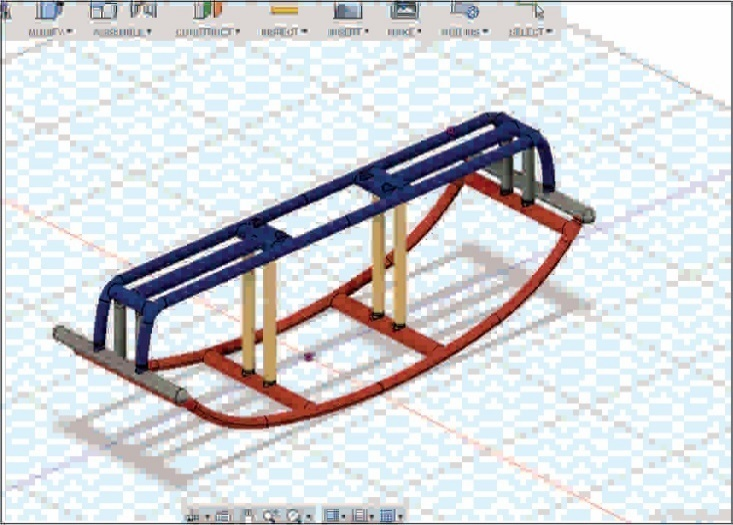 MODIFY ASSEMBLE CONSTRUCT INSPECT INSERT MAKE ADD-INS SELECT